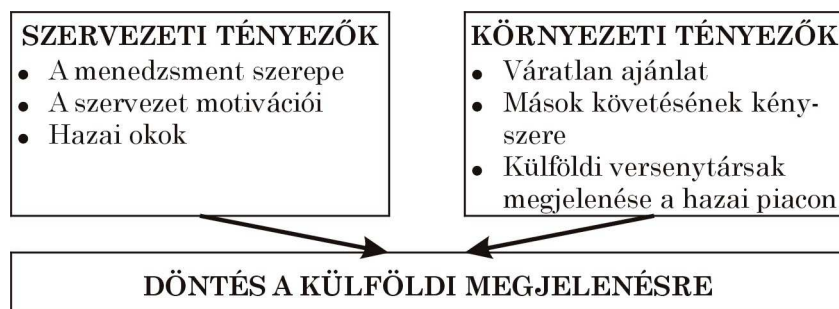 SZERVEZETI TÉNYEZŐK
• A menedzsment szerepe
• A szervezet motivációi
• Hazai okok
KÖRNYEZETI TÉNYEZŐK
• Váratlan ajánlat
• Mások követésének kény-
szere
• Külföldi versenytársak
megjelenése a hazai piacon
DÖNTÉS A KÜLFÖLDI MEGJELENÉSRE